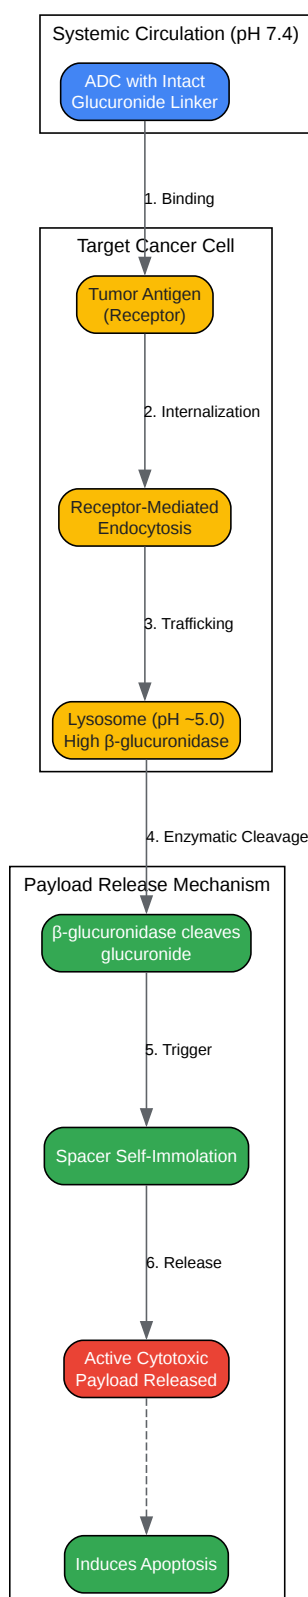 Systemic Circulation (pH 7.4)
ADC with Intact
Glucuronide Linker
1. Binding
Target Cancer Cell
Tumor Antigen
(Receptor)
2. Internalization
Receptor-Mediated
Endocytosis
3. Trafficking
Lysosome (pH ~5.0)
High β-glucuronidase
4. Enzymatic Cleavage
Payload Release Mechanism
β-glucuronidase cleaves
glucuronide
5. Trigger
Spacer Self-Immolation
6. Release
Active Cytotoxic
Payload Released
Induces Apoptosis